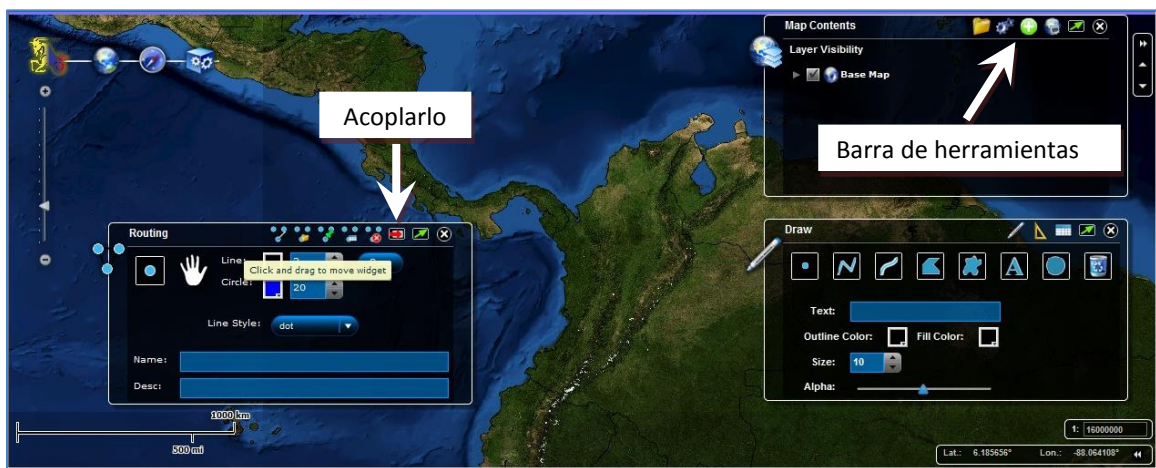 Map Contents
Layer Visibility
Base Map
Acoplarlo
Barra de herramientas
Routing
Line:
Click and drag to move widget
Circle:
20
Line Style:
dot
Name:
Desc:
Draw
A
Text:
Outline Color:
Fill Color:
Size:
10
Alpha:
1000 km
500 mi
1:
16000000
Lat.: 6.185656°
Lon.: -88.064108°